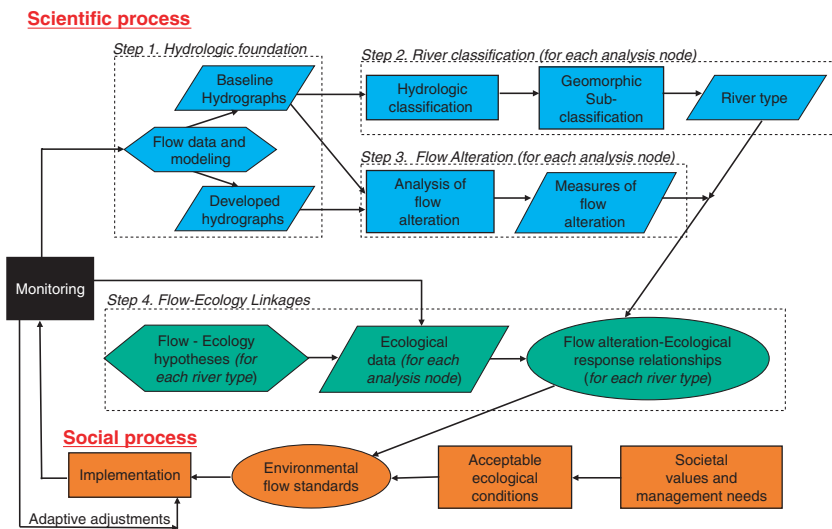 Scientific process
Step 1. Hydrologic foundation
Baseline
Hydrographs
Flow data and
modeling
Developed
hydrographs
Step 2. River classification (for each analysis node)
Hydrologic
classification
Geomorphic
Sub-
classification
River type
Step 3. Flow Alteration (for each analysis node)
Analysis of
flow
alteration
Measures of
flow
alteration
Monitoring
Step 4. Flow-Ecology Linkages
Flow - Ecology
hypotheses (for
each river type)
Ecological
data (for each
analysis node)
Flow alteration-Ecological
response relationships
(for each river type)
Social process
Implementation
Environmental
flow standards
Acceptable
ecological
conditions
Societal
values and
management needs
Adaptive adjustments